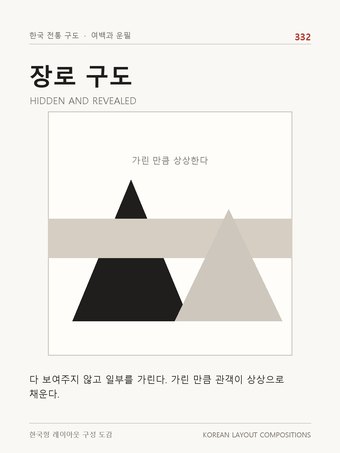 한국 전통 구도 · 여백과 운필
332
장로 구도
HIDDEN AND REVEALED
가린 만큼 상상한다
다 보여주지 않고 일부를 가린다. 가린 만큼 관객이 상상으로
채운다.
한국형 레이아웃 구성 도감
KOREAN LAYOUT COMPOSITIONS